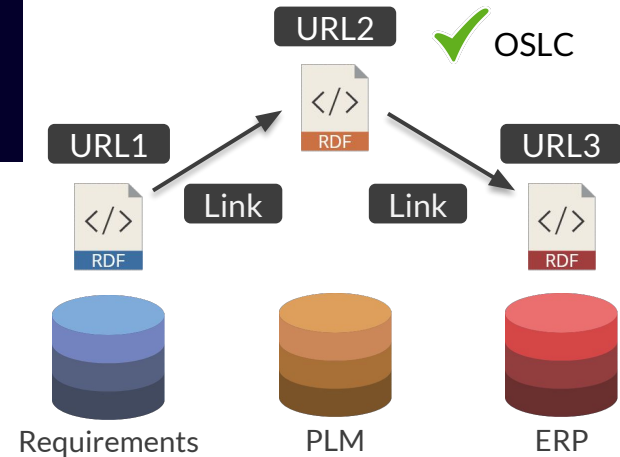 URL2
OSLC
</>
RDF
URL1
URL3
Link
Link
</>
</>
RDF
RDF
Requirements
PLM
ERP